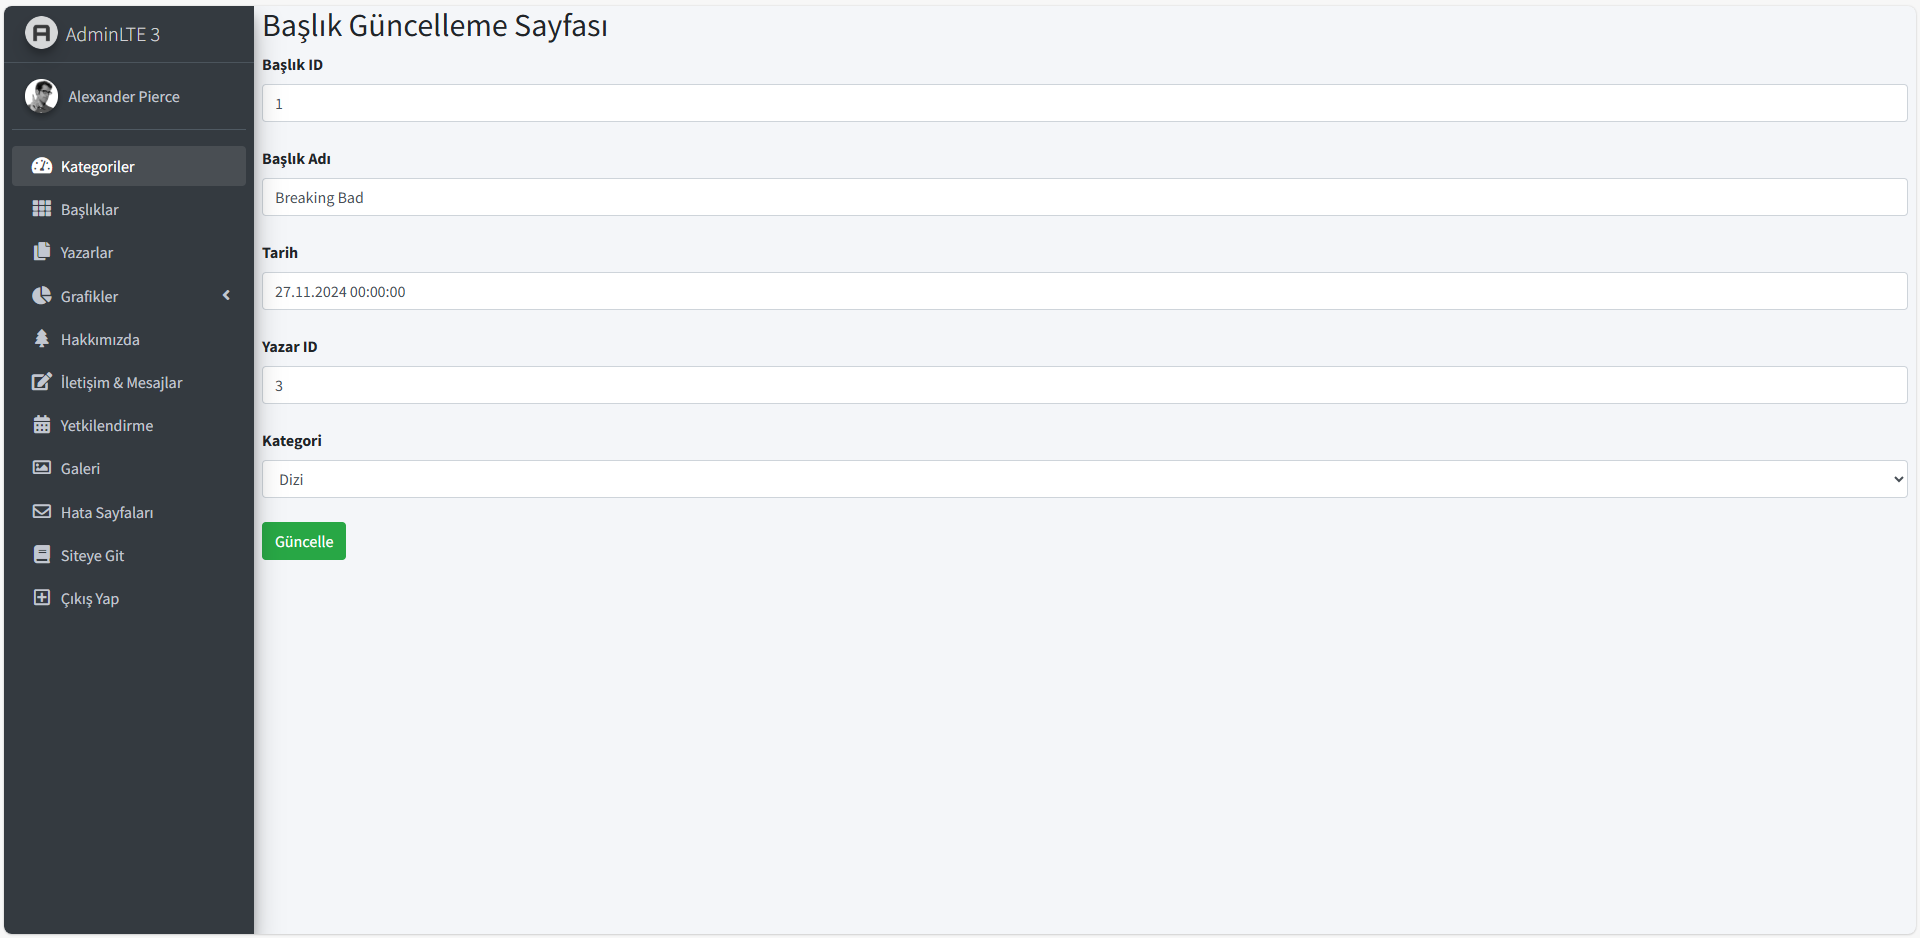 AdminLTE 3
Alexander Pierce
Kategoriler
Başlıklar
Yazarlar
Grafikler
Hakkımızda
İletişim & Mesajlar
Yetkilendirme
Galeri
Hata Sayfaları
Siteye Git
Çıkış Yap
Başlık Güncelleme Sayfası
Başlık ID
1
Başlık Adı
Breaking Bad
Tarih
27.11.2024 00:00:00
Yazar ID
3
Kategori
Dizi
Güncelle